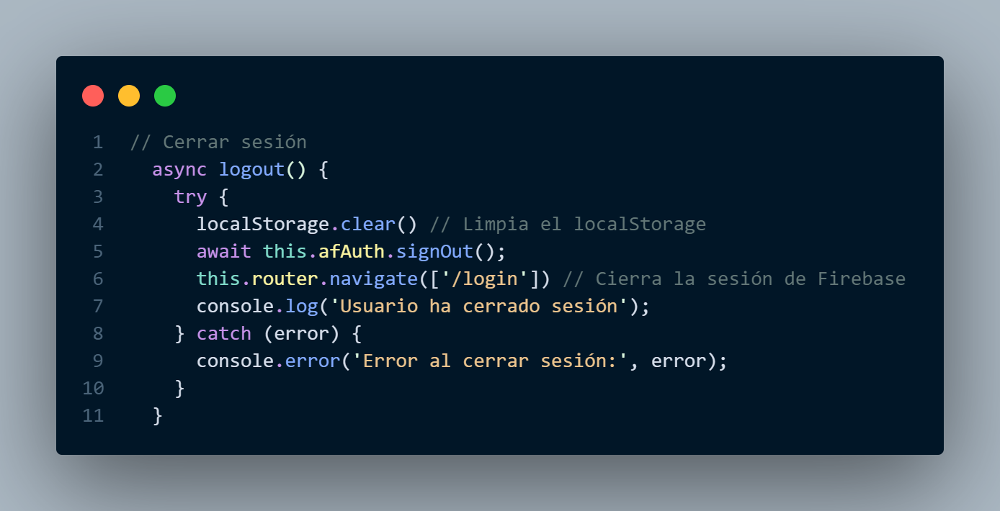 1 // Cerrar sesión
2 async logout() {
3 try {
4 localStorage.clear() // Limpia el localStorage
5 await this.afAuth.signOut();
6 this.router.navigate(['/login']) // Cierra la sesión de Firebase
7 console.log('Usuario ha cerrado sesión');
8 } catch (error) {
9 console.error('Error al cerrar sesión:', error);
10 }
11 }